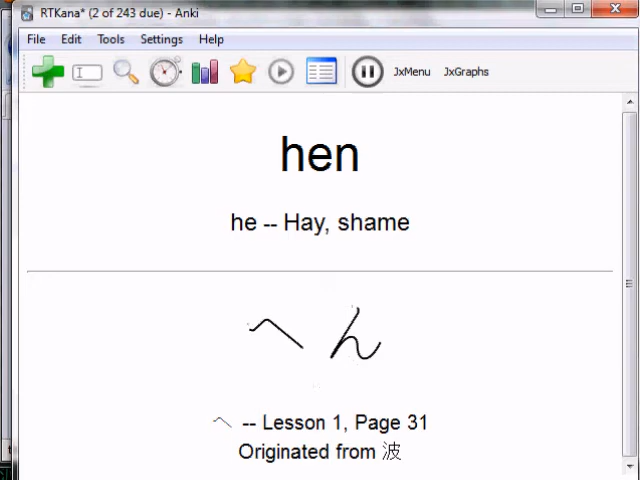 RTKana* (2 of 243 due) - Anki
File Edit Tools Settings Help
JxMenu JxGraphs
hen
he -- Hay, shame
へん
へ -- Lesson 1, Page 31
Originated from 波